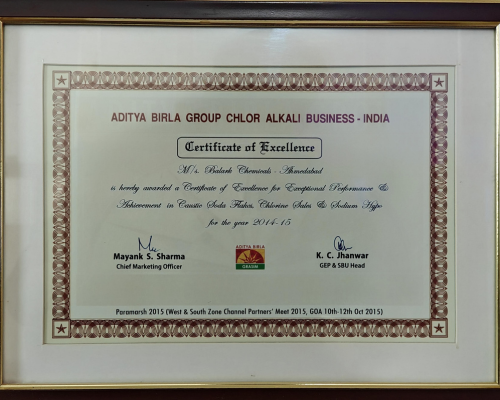 ADITYA BIRLA GROUP CHLOR ALKALI BUSINESS - INDIA
Certificate of Excellence
M/s. Balark Chemicals - Ahmedabad
is hereby awarded a Certificate of Excellence for Exceptional Performance &
Achievement in Caustic Soda Flakes, Chlorine Sales & Sodium Hypo
for the year 2014-15
Mayank S. Sharma
Chief Marketing Officer
ADITYA BIRLA
GRASIM
K. C. Jhanwar
GEP & SBU Head
Paramarsh 2015 (West & South Zone Channel Partners' Meet 2015, GOA 10th-12th Oct 2015)